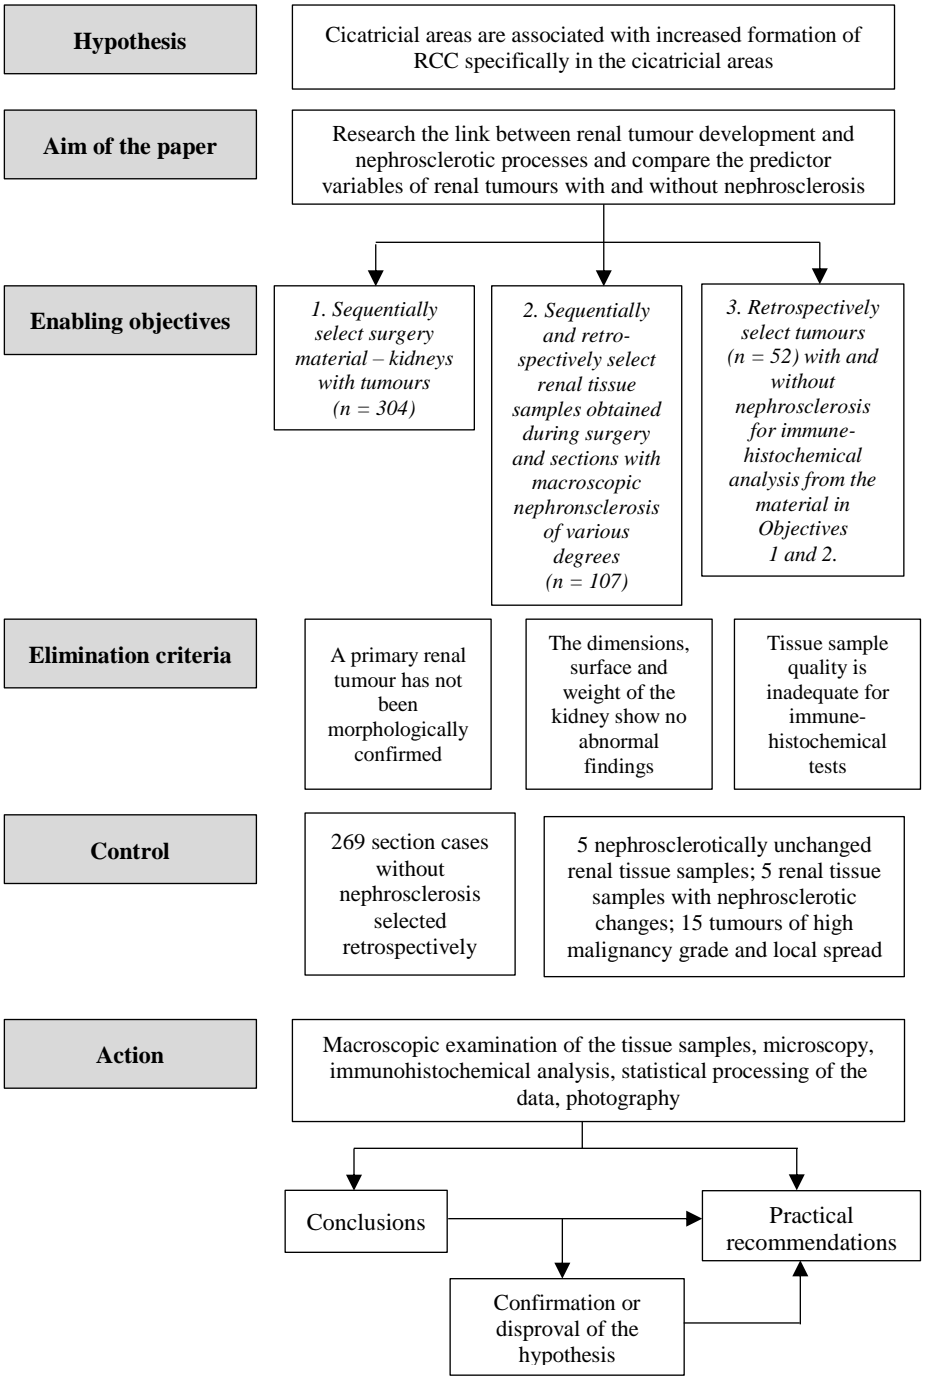 Hypothesis
Cicatricial areas are associated with increased formation of
RCC specifically in the cicatricial areas
Aim of the paper
Research the link between renal tumour development and
nephrosclerotic processes and compare the predictor
variables of renal tumours with and without nephrosclerosis
Enabling objectives
1. Sequentially
select surgery
material – kidneys
with tumours
(n = 304)
2. Sequentially
and retro-
spectively select
renal tissue
samples obtained
during surgery
and sections with
macroscopic
nephronsclerosis
of various
degrees
(n = 107)
3. Retrospectively
select tumours
(n = 52) with and
without
nephrosclerosis
for immune-
histochemical
analysis from the
material in
Objectives
1 and 2.
Elimination criteria
A primary renal
tumour has not
been
morphologically
confirmed
The dimensions,
surface and
weight of the
kidney show no
abnormal
findings
Tissue sample
quality is
inadequate for
immune-
histochemical
tests
Control
269 section cases
without
nephrosclerosis
selected
retrospectively
5 nephrosclerotically unchanged
renal tissue samples; 5 renal tissue
samples with nephrosclerotic
changes; 15 tumours of high
malignancy grade and local spread
Action
Macroscopic examination of the tissue samples, microscopy,
immunohistochemical analysis, statistical processing of the
data, photography
Conclusions
Practical
recommendations
Confirmation or
disproval of the
hypothesis